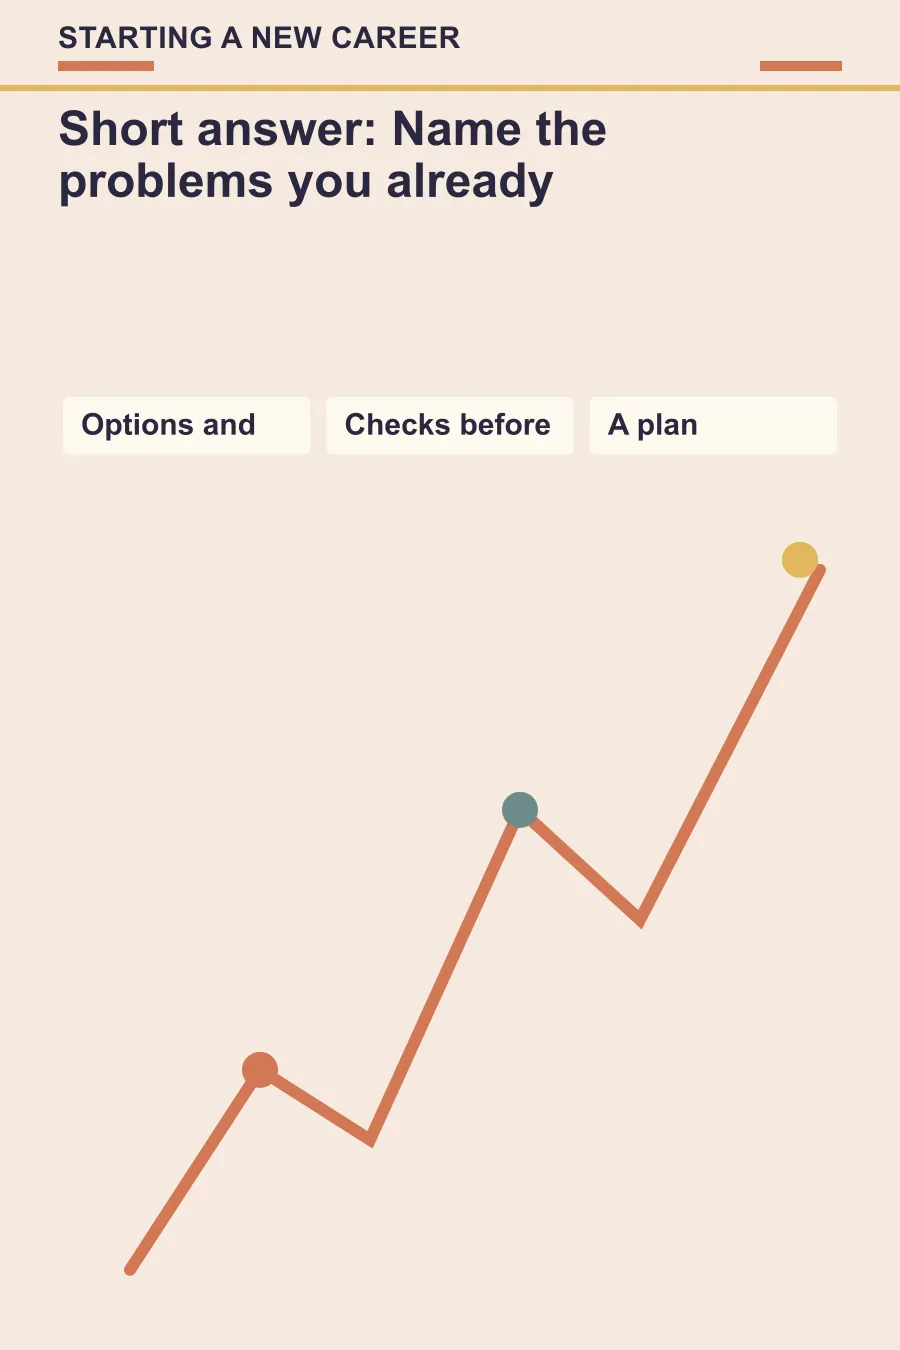 STARTING A NEW CAREER
Short answer: Name the
problems you already
Options and
Checks before
A plan